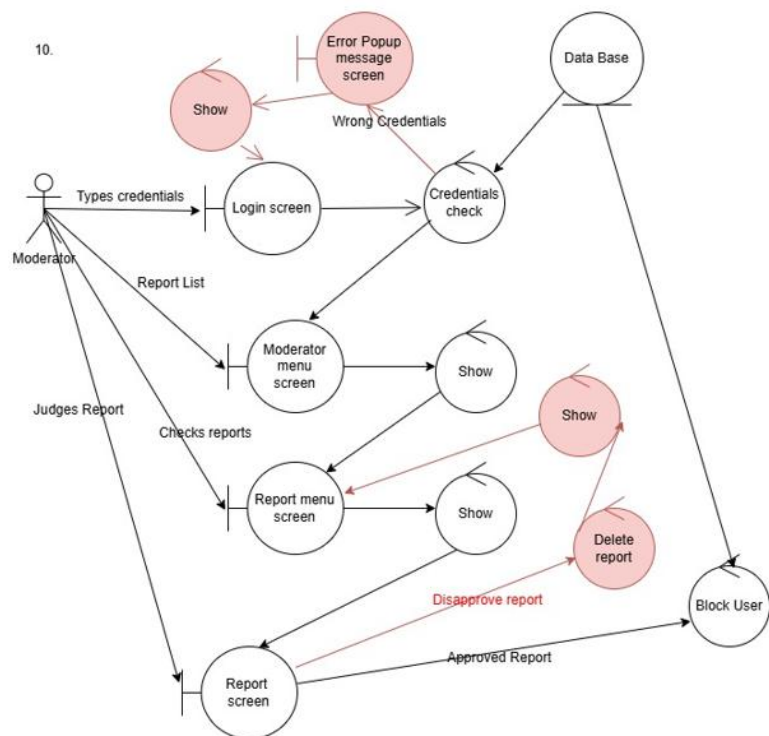 10.
Error Popup
message
screen
Data Base
Show
Wrong Credentials
Types credentials
Login screen
Credentials
check
Moderator
Report List
Moderator
menu
screen
Show
Show
Judges Report
Checks reports
Report menu
screen
Show
Delete
report
Disapprove report
Block User
Approved Report
Report
screen